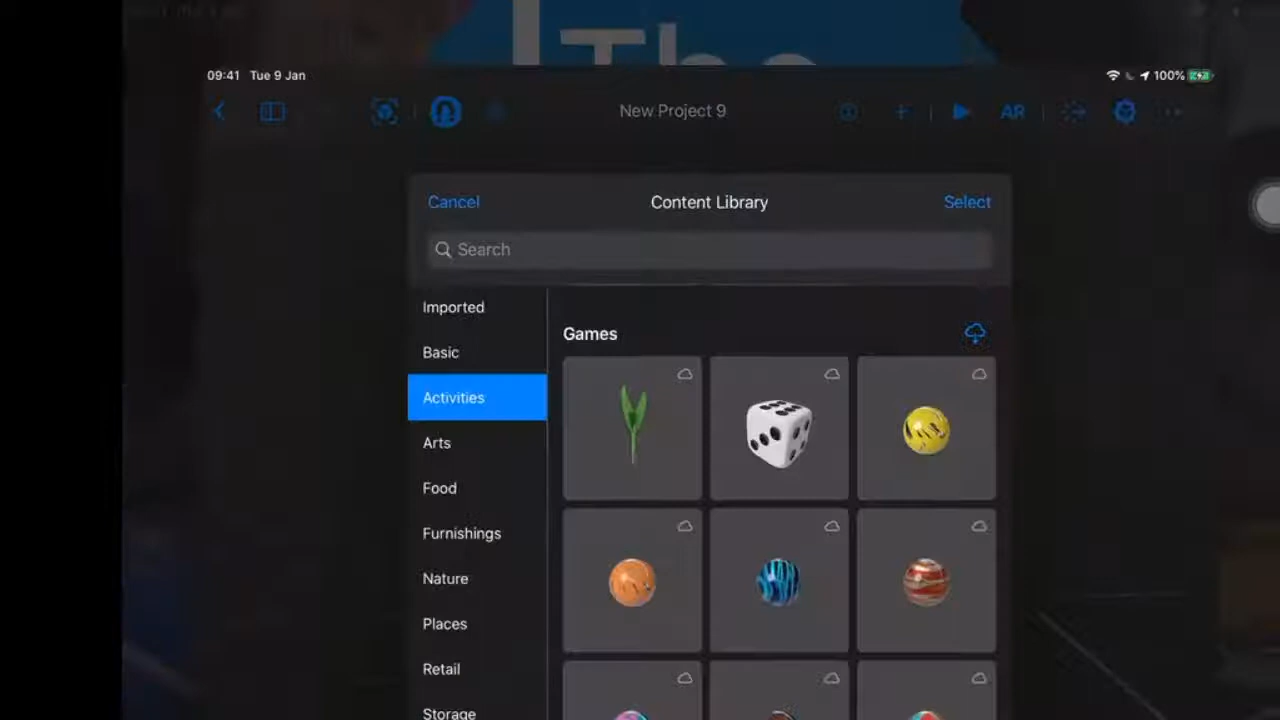 The
09:41 Tue 9 Jan
100%
New Project 9
AR
Cancel
Content Library
Select
Search
Imported
Basic
Activities
Arts
Food
Furnishings
Nature
Places
Retail
Storage
Games